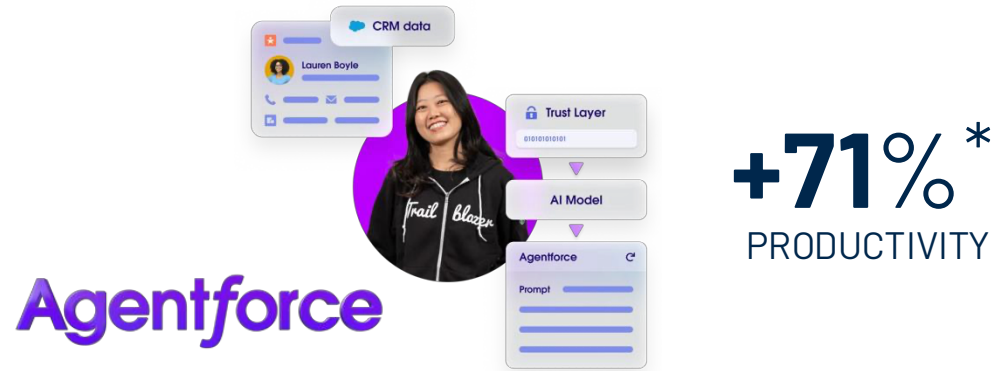 CRM data
Lauren Boyle
Trail blazer
Trust Layer
010101010101
AI Model
Agentforce
Prompt
Agentforce
+71%*
PRODUCTIVITY